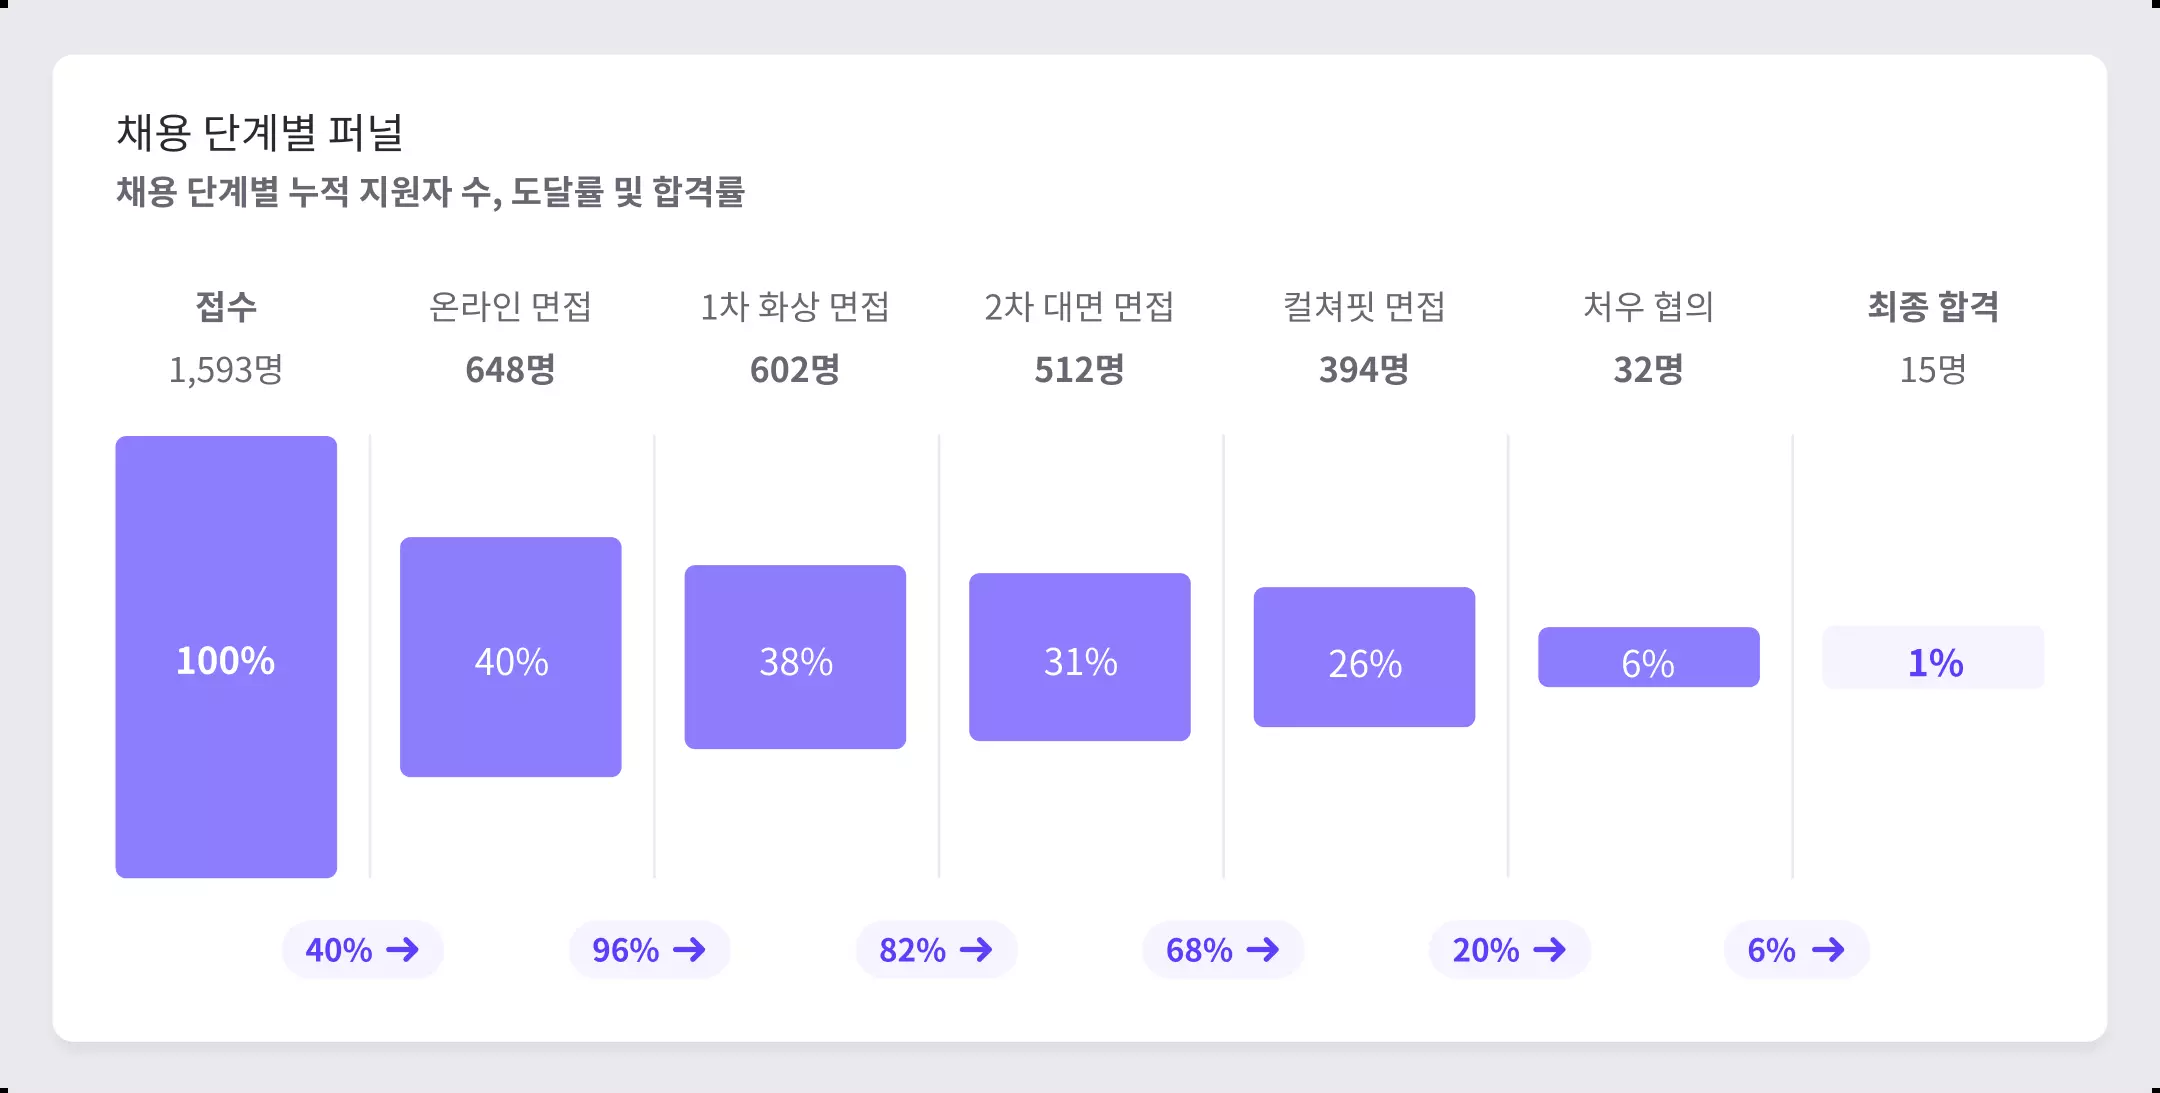 채용 단계별 퍼널
채용 단계별 누적 지원자 수, 도달률 및 합격률
접수 온라인 면접 1차 화상 면접 2차 대면 면접 컬쳐핏 면접 처우 협의 최종 합격
1,593명 648명 602명 512명 394명 32명 15명
100% 40% 38% 31% 26% 6% 1%
40% → 96% → 82% → 68% → 20% → 6% →